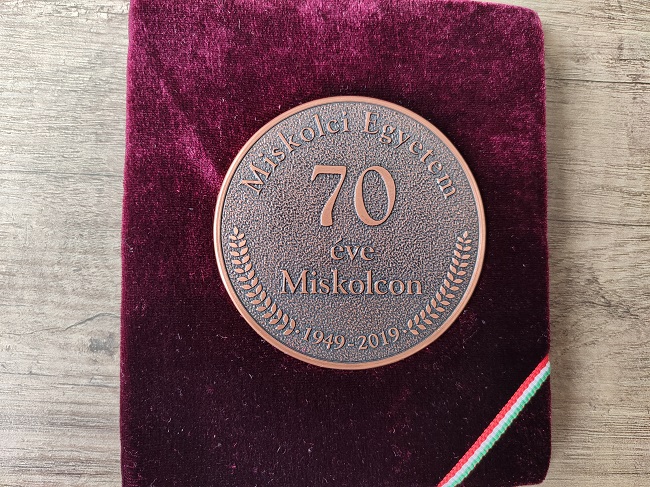 Miskolci Egyetem
70
éve
Miskolcon
1949-2019